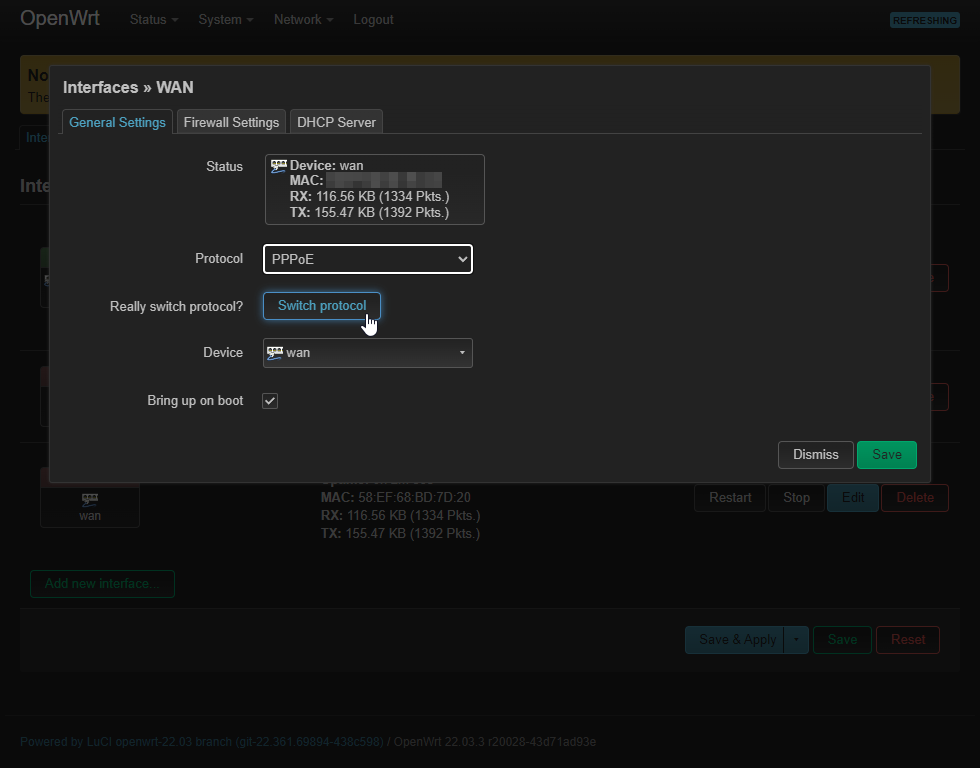 OpenWrt Status System Network Logout REFRESHING
No
The
Interfaces » WAN
General Settings Firewall Settings DHCP Server
Inte
Status Device: wan
MAC:
RX: 116.56 KB (1334 Pkts.)
TX: 155.47 KB (1392 Pkts.)
Inte
Protocol PPPoE
Really switch protocol? Switch protocol
Device wan
Bring up on boot
Dismiss Save
MAC: 58:EF:68:BD:7D:20
RX: 116.56 KB (1334 Pkts.)
TX: 155.47 KB (1392 Pkts.)
wan
Restart Stop Edit Delete
Add new interface...
Save & Apply Save Reset
Powered by LuCI openwrt-22.03 branch (git-22.361.69894-438c598) / OpenWrt 22.03.3 r20028-43d71ad93e